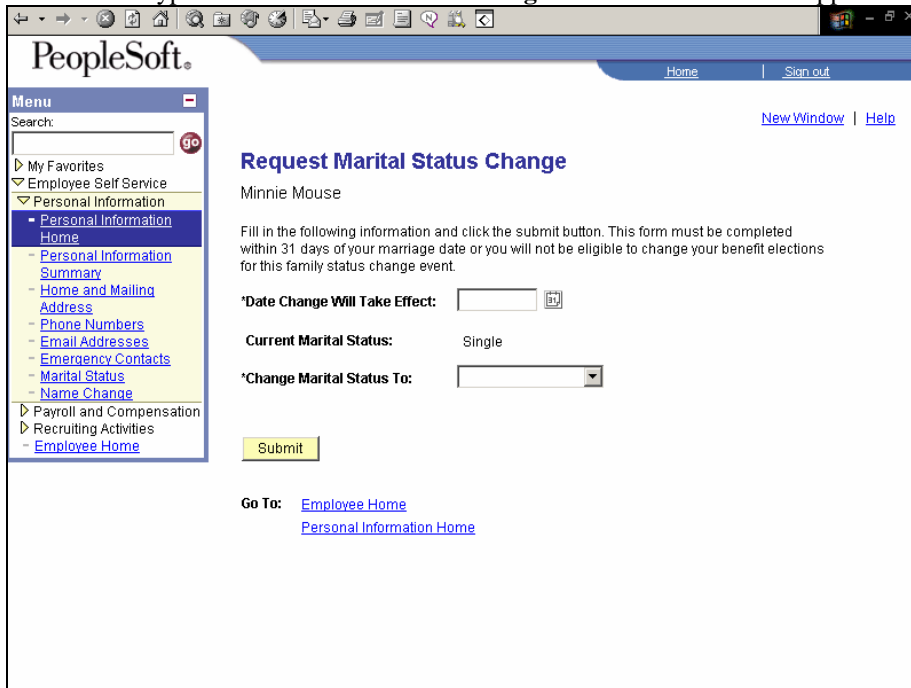 PeopleSoft®
Home | Sign out
Menu
Search:
go
My Favorites
Employee Self Service
Personal Information
Personal Information
Home
Personal Information
Summary
Home and Mailing
Address
Phone Numbers
Email Addresses
Emergency Contacts
Marital Status
Name Change
Payroll and Compensation
Recruiting Activities
Employee Home
New Window | Help
Request Marital Status Change
Minnie Mouse
Fill in the following information and click the submit button. This form must be completed
within 31 days of your marriage date or you will not be eligible to change your benefit elections
for this family status change event.
*Date Change Will Take Effect:
31
Current Marital Status: Single
*Change Marital Status To:
Submit
Go To: Employee Home
Personal Information Home